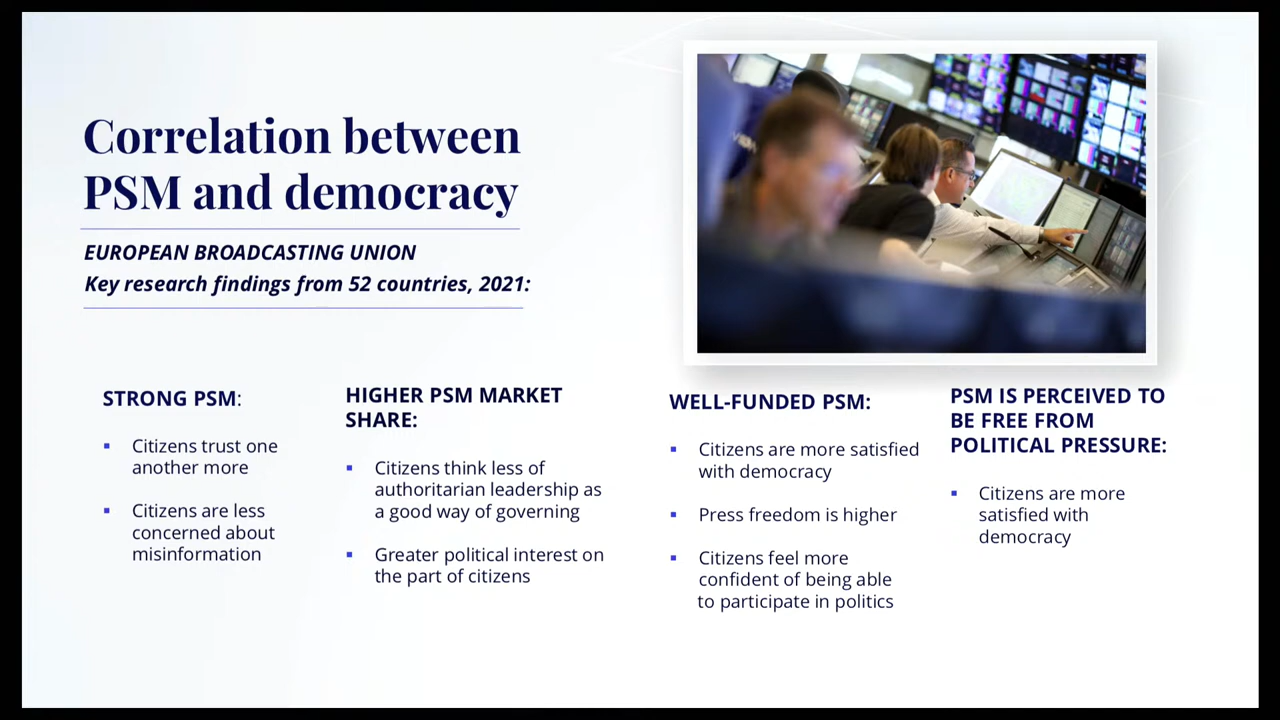 Correlation between
PSM and democracy
EUROPEAN BROADCASTING UNION
Key research findings from 52 countries, 2021:
STRONG PSM:
▪ Citizens trust one
another more
▪ Citizens are less
concerned about
misinformation
HIGHER PSM MARKET
SHARE:
▪ Citizens think less of
authoritarian leadership as
a good way of governing
▪ Greater political interest on
the part of citizens
WELL-FUNDED PSM:
▪ Citizens are more satisfied
with democracy
▪ Press freedom is higher
▪ Citizens feel more
confident of being able
to participate in politics
PSM IS PERCEIVED TO
BE FREE FROM
POLITICAL PRESSURE:
▪ Citizens are more
satisfied with
democracy